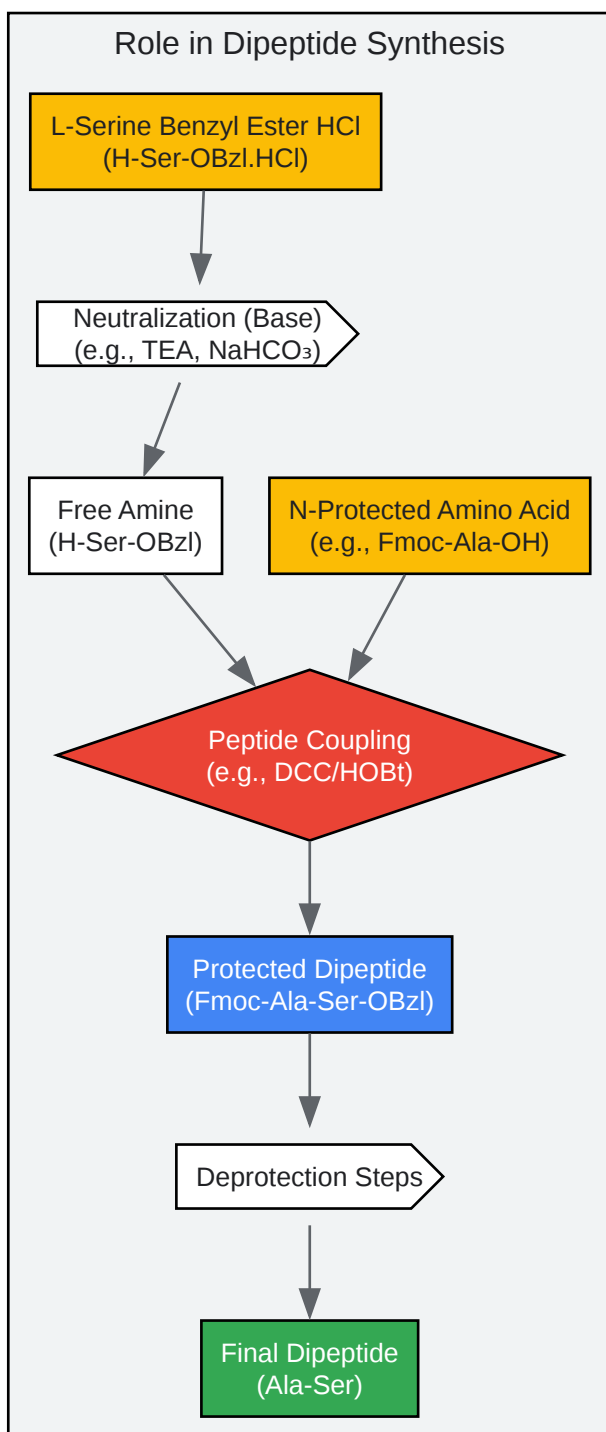 Role in Dipeptide Synthesis
L-Serine Benzyl Ester HCl
(H-Ser-OBzl.HCl)
Neutralization (Base)
(e.g., TEA, NaHCO₃)
Free Amine
(H-Ser-OBzl)
N-Protected Amino Acid
(e.g., Fmoc-Ala-OH)
Peptide Coupling
(e.g., DCC/HOBt)
Protected Dipeptide
(Fmoc-Ala-Ser-OBzl)
Deprotection Steps
Final Dipeptide
(Ala-Ser)